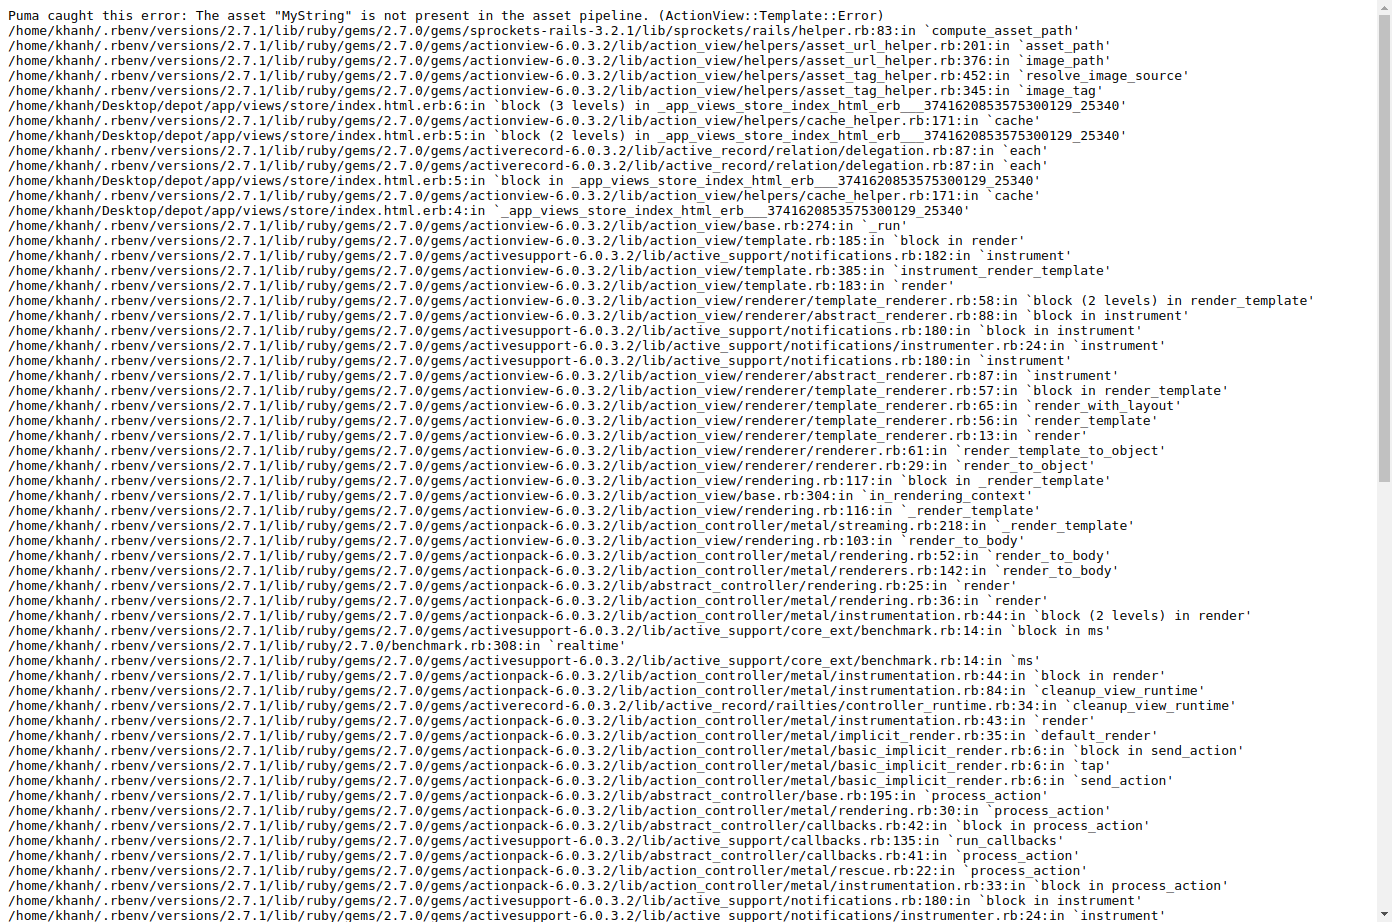 Puma caught this error: The asset "MyString" is not present in the asset pipeline. (ActionView::Template::Error)
/home/khanh/.rbenv/versions/2.7.1/lib/ruby/gems/2.7.0/gems/sprockets-rails-3.2.1/lib/sprockets/rails/helper.rb:83:in `compute_asset_path'
/home/khanh/.rbenv/versions/2.7.1/lib/ruby/gems/2.7.0/gems/actionview-6.0.3.2/lib/action_view/helpers/asset_url_helper.rb:201:in `asset_path'
/home/khanh/.rbenv/versions/2.7.1/lib/ruby/gems/2.7.0/gems/actionview-6.0.3.2/lib/action_view/helpers/asset_url_helper.rb:376:in `image_path'
/home/khanh/.rbenv/versions/2.7.1/lib/ruby/gems/2.7.0/gems/actionview-6.0.3.2/lib/action_view/helpers/asset_tag_helper.rb:452:in `resolve_image_source'
/home/khanh/.rbenv/versions/2.7.1/lib/ruby/gems/2.7.0/gems/actionview-6.0.3.2/lib/action_view/helpers/asset_tag_helper.rb:345:in `image_tag'
/home/khanh/Desktop/depot/app/views/store/index.html.erb:6:in `block (3 levels) in _app_views_store_index_html_erb___3741620853575300129_25340'
/home/khanh/.rbenv/versions/2.7.1/lib/ruby/gems/2.7.0/gems/actionview-6.0.3.2/lib/action_view/helpers/cache_helper.rb:171:in `cache'
/home/khanh/Desktop/depot/app/views/store/index.html.erb:5:in `block (2 levels) in _app_views_store_index_html_erb___3741620853575300129_25340'
/home/khanh/.rbenv/versions/2.7.1/lib/ruby/gems/2.7.0/gems/activerecord-6.0.3.2/lib/active_record/relation/delegation.rb:87:in `each'
/home/khanh/.rbenv/versions/2.7.1/lib/ruby/gems/2.7.0/gems/activerecord-6.0.3.2/lib/active_record/relation/delegation.rb:87:in `each'
/home/khanh/Desktop/depot/app/views/store/index.html.erb:5:in `block in _app_views_store_index_html_erb___3741620853575300129_25340'
/home/khanh/.rbenv/versions/2.7.1/lib/ruby/gems/2.7.0/gems/actionview-6.0.3.2/lib/action_view/helpers/cache_helper.rb:171:in `cache'
/home/khanh/Desktop/depot/app/views/store/index.html.erb:4:in `_app_views_store_index_html_erb___3741620853575300129_25340'
/home/khanh/.rbenv/versions/2.7.1/lib/ruby/gems/2.7.0/gems/actionview-6.0.3.2/lib/action_view/base.rb:274:in `_run'
/home/khanh/.rbenv/versions/2.7.1/lib/ruby/gems/2.7.0/gems/actionview-6.0.3.2/lib/action_view/template.rb:185:in `block in render'
/home/khanh/.rbenv/versions/2.7.1/lib/ruby/gems/2.7.0/gems/activesupport-6.0.3.2/lib/active_support/notifications.rb:182:in `instrument'
/home/khanh/.rbenv/versions/2.7.1/lib/ruby/gems/2.7.0/gems/actionview-6.0.3.2/lib/action_view/template.rb:385:in `instrument_render_template'
/home/khanh/.rbenv/versions/2.7.1/lib/ruby/gems/2.7.0/gems/actionview-6.0.3.2/lib/action_view/template.rb:183:in `render'
/home/khanh/.rbenv/versions/2.7.1/lib/ruby/gems/2.7.0/gems/actionview-6.0.3.2/lib/action_view/renderer/template_renderer.rb:58:in `block (2 levels) in render_template'
/home/khanh/.rbenv/versions/2.7.1/lib/ruby/gems/2.7.0/gems/actionview-6.0.3.2/lib/action_view/renderer/abstract_renderer.rb:88:in `block in instrument'
/home/khanh/.rbenv/versions/2.7.1/lib/ruby/gems/2.7.0/gems/activesupport-6.0.3.2/lib/active_support/notifications.rb:180:in `block in instrument'
/home/khanh/.rbenv/versions/2.7.1/lib/ruby/gems/2.7.0/gems/activesupport-6.0.3.2/lib/active_support/notifications/instrumenter.rb:24:in `instrument'
/home/khanh/.rbenv/versions/2.7.1/lib/ruby/gems/2.7.0/gems/activesupport-6.0.3.2/lib/active_support/notifications.rb:180:in `instrument'
/home/khanh/.rbenv/versions/2.7.1/lib/ruby/gems/2.7.0/gems/actionview-6.0.3.2/lib/action_view/renderer/abstract_renderer.rb:87:in `instrument'
/home/khanh/.rbenv/versions/2.7.1/lib/ruby/gems/2.7.0/gems/actionview-6.0.3.2/lib/action_view/renderer/template_renderer.rb:57:in `block in render_template'
/home/khanh/.rbenv/versions/2.7.1/lib/ruby/gems/2.7.0/gems/actionview-6.0.3.2/lib/action_view/renderer/template_renderer.rb:65:in `render_with_layout'
/home/khanh/.rbenv/versions/2.7.1/lib/ruby/gems/2.7.0/gems/actionview-6.0.3.2/lib/action_view/renderer/template_renderer.rb:56:in `render_template'
/home/khanh/.rbenv/versions/2.7.1/lib/ruby/gems/2.7.0/gems/actionview-6.0.3.2/lib/action_view/renderer/template_renderer.rb:13:in `render'
/home/khanh/.rbenv/versions/2.7.1/lib/ruby/gems/2.7.0/gems/actionview-6.0.3.2/lib/action_view/renderer/renderer.rb:61:in `render_template_to_object'
/home/khanh/.rbenv/versions/2.7.1/lib/ruby/gems/2.7.0/gems/actionview-6.0.3.2/lib/action_view/renderer/renderer.rb:29:in `render_to_object'
/home/khanh/.rbenv/versions/2.7.1/lib/ruby/gems/2.7.0/gems/actionview-6.0.3.2/lib/action_view/rendering.rb:117:in `block in _render_template'
/home/khanh/.rbenv/versions/2.7.1/lib/ruby/gems/2.7.0/gems/actionview-6.0.3.2/lib/action_view/base.rb:304:in `in_rendering_context'
/home/khanh/.rbenv/versions/2.7.1/lib/ruby/gems/2.7.0/gems/actionview-6.0.3.2/lib/action_view/rendering.rb:116:in `_render_template'
/home/khanh/.rbenv/versions/2.7.1/lib/ruby/gems/2.7.0/gems/actionpack-6.0.3.2/lib/action_controller/metal/streaming.rb:218:in `_render_template'
/home/khanh/.rbenv/versions/2.7.1/lib/ruby/gems/2.7.0/gems/actionview-6.0.3.2/lib/action_view/rendering.rb:103:in `render_to_body'
/home/khanh/.rbenv/versions/2.7.1/lib/ruby/gems/2.7.0/gems/actionpack-6.0.3.2/lib/action_controller/metal/rendering.rb:52:in `render_to_body'
/home/khanh/.rbenv/versions/2.7.1/lib/ruby/gems/2.7.0/gems/actionpack-6.0.3.2/lib/action_controller/metal/renderers.rb:142:in `render_to_body'
/home/khanh/.rbenv/versions/2.7.1/lib/ruby/gems/2.7.0/gems/actionpack-6.0.3.2/lib/abstract_controller/rendering.rb:25:in `render'
/home/khanh/.rbenv/versions/2.7.1/lib/ruby/gems/2.7.0/gems/actionpack-6.0.3.2/lib/action_controller/metal/rendering.rb:36:in `render'
/home/khanh/.rbenv/versions/2.7.1/lib/ruby/gems/2.7.0/gems/actionpack-6.0.3.2/lib/action_controller/metal/instrumentation.rb:44:in `block (2 levels) in render'
/home/khanh/.rbenv/versions/2.7.1/lib/ruby/gems/2.7.0/gems/activesupport-6.0.3.2/lib/active_support/core_ext/benchmark.rb:14:in `block in ms'
/home/khanh/.rbenv/versions/2.7.1/lib/ruby/2.7.0/benchmark.rb:308:in `realtime'
/home/khanh/.rbenv/versions/2.7.1/lib/ruby/gems/2.7.0/gems/activesupport-6.0.3.2/lib/active_support/core_ext/benchmark.rb:14:in `ms'
/home/khanh/.rbenv/versions/2.7.1/lib/ruby/gems/2.7.0/gems/actionpack-6.0.3.2/lib/action_controller/metal/instrumentation.rb:44:in `block in render'
/home/khanh/.rbenv/versions/2.7.1/lib/ruby/gems/2.7.0/gems/actionpack-6.0.3.2/lib/action_controller/metal/instrumentation.rb:84:in `cleanup_view_runtime'
/home/khanh/.rbenv/versions/2.7.1/lib/ruby/gems/2.7.0/gems/activerecord-6.0.3.2/lib/active_record/railties/controller_runtime.rb:34:in `cleanup_view_runtime'
/home/khanh/.rbenv/versions/2.7.1/lib/ruby/gems/2.7.0/gems/actionpack-6.0.3.2/lib/action_controller/metal/instrumentation.rb:43:in `render'
/home/khanh/.rbenv/versions/2.7.1/lib/ruby/gems/2.7.0/gems/actionpack-6.0.3.2/lib/action_controller/metal/implicit_render.rb:35:in `default_render'
/home/khanh/.rbenv/versions/2.7.1/lib/ruby/gems/2.7.0/gems/actionpack-6.0.3.2/lib/action_controller/metal/basic_implicit_render.rb:6:in `block in send_action'
/home/khanh/.rbenv/versions/2.7.1/lib/ruby/gems/2.7.0/gems/actionpack-6.0.3.2/lib/action_controller/metal/basic_implicit_render.rb:6:in `tap'
/home/khanh/.rbenv/versions/2.7.1/lib/ruby/gems/2.7.0/gems/actionpack-6.0.3.2/lib/action_controller/metal/basic_implicit_render.rb:6:in `send_action'
/home/khanh/.rbenv/versions/2.7.1/lib/ruby/gems/2.7.0/gems/actionpack-6.0.3.2/lib/abstract_controller/base.rb:195:in `process_action'
/home/khanh/.rbenv/versions/2.7.1/lib/ruby/gems/2.7.0/gems/actionpack-6.0.3.2/lib/action_controller/metal/rendering.rb:30:in `process_action'
/home/khanh/.rbenv/versions/2.7.1/lib/ruby/gems/2.7.0/gems/actionpack-6.0.3.2/lib/abstract_controller/callbacks.rb:42:in `block in process_action'
/home/khanh/.rbenv/versions/2.7.1/lib/ruby/gems/2.7.0/gems/activesupport-6.0.3.2/lib/active_support/callbacks.rb:135:in `run_callbacks'
/home/khanh/.rbenv/versions/2.7.1/lib/ruby/gems/2.7.0/gems/actionpack-6.0.3.2/lib/abstract_controller/callbacks.rb:41:in `process_action'
/home/khanh/.rbenv/versions/2.7.1/lib/ruby/gems/2.7.0/gems/actionpack-6.0.3.2/lib/action_controller/metal/rescue.rb:22:in `process_action'
/home/khanh/.rbenv/versions/2.7.1/lib/ruby/gems/2.7.0/gems/actionpack-6.0.3.2/lib/action_controller/metal/instrumentation.rb:33:in `block in process_action'
/home/khanh/.rbenv/versions/2.7.1/lib/ruby/gems/2.7.0/gems/activesupport-6.0.3.2/lib/active_support/notifications.rb:180:in `block in instrument'
/home/khanh/.rbenv/versions/2.7.1/lib/ruby/gems/2.7.0/gems/activesupport-6.0.3.2/lib/active_support/notifications/instrumenter.rb:24:in `instrument'